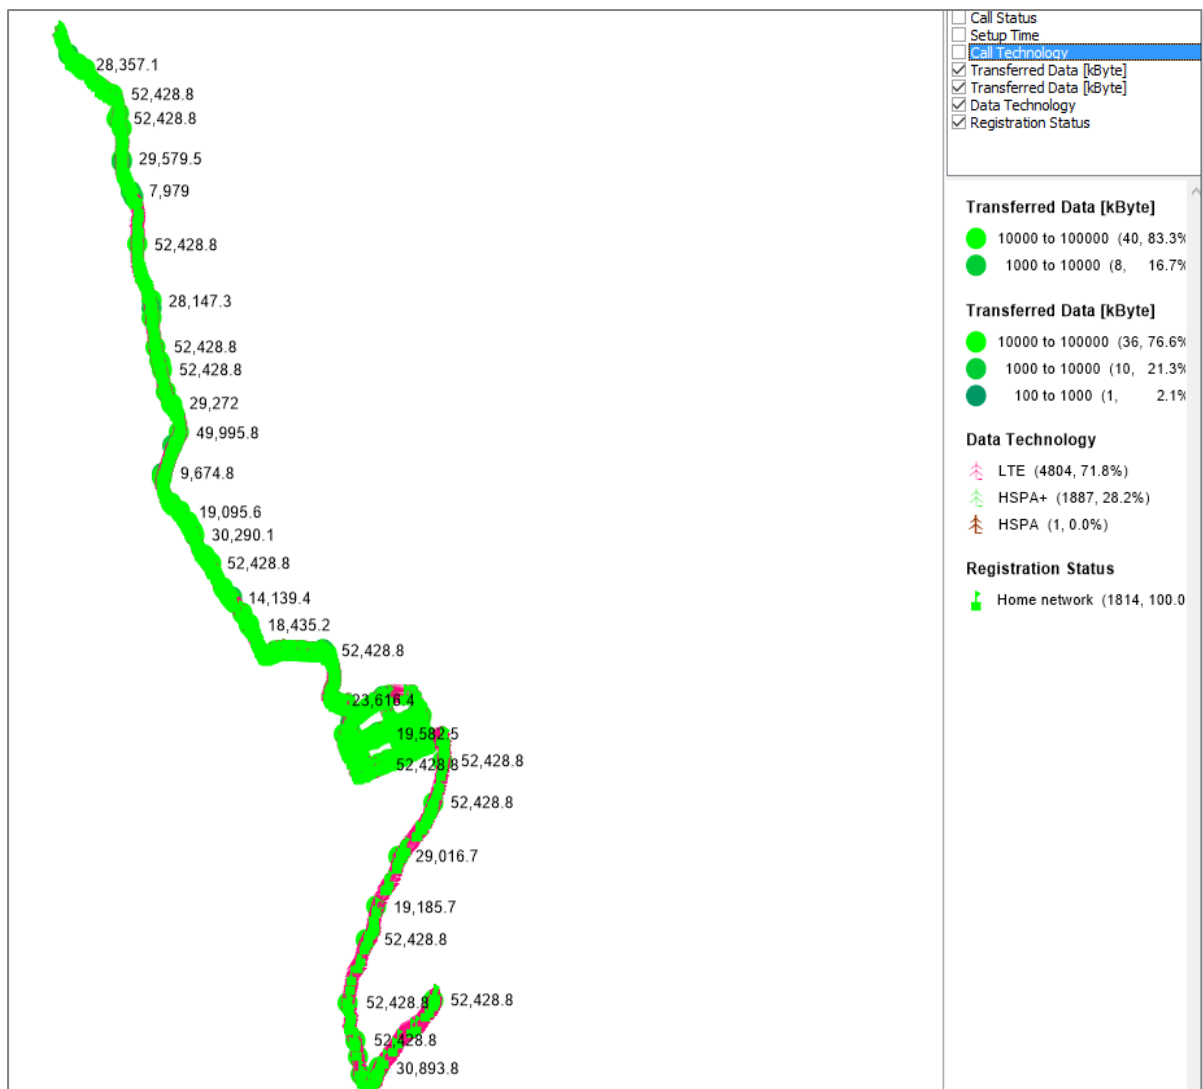 Call Status
Setup Time
Call Technology
Transferred Data [kByte]
Transferred Data [kByte]
Data Technology
Registration Status
28,357.1
52,428.8
52,428.8
29,579.5
7,979
52,428.8
28,147.3
52,428.8
52,428.8
29,272
49,995.8
9,674.8
19,095.6
30,290.1
52,428.8
14,139.4
18,435.2
52,428.8
23,616.4
19,582.5
52,428.8
52,428.8
52,428.8
29,016.7
19,185.7
52,428.8
52,428.8
52,428.8
52,428.8
30,893.8
Transferred Data [kByte]
10000 to 100000 (40, 83.3%
1000 to 10000 (8, 16.7%
Transferred Data [kByte]
10000 to 100000 (36, 76.6%
1000 to 10000 (10, 21.3%
100 to 1000 (1, 2.1%
Data Technology
LTE (4804, 71.8%)
HSPA+ (1887, 28.2%)
HSPA (1, 0.0%)
Registration Status
Home network (1814, 100.0